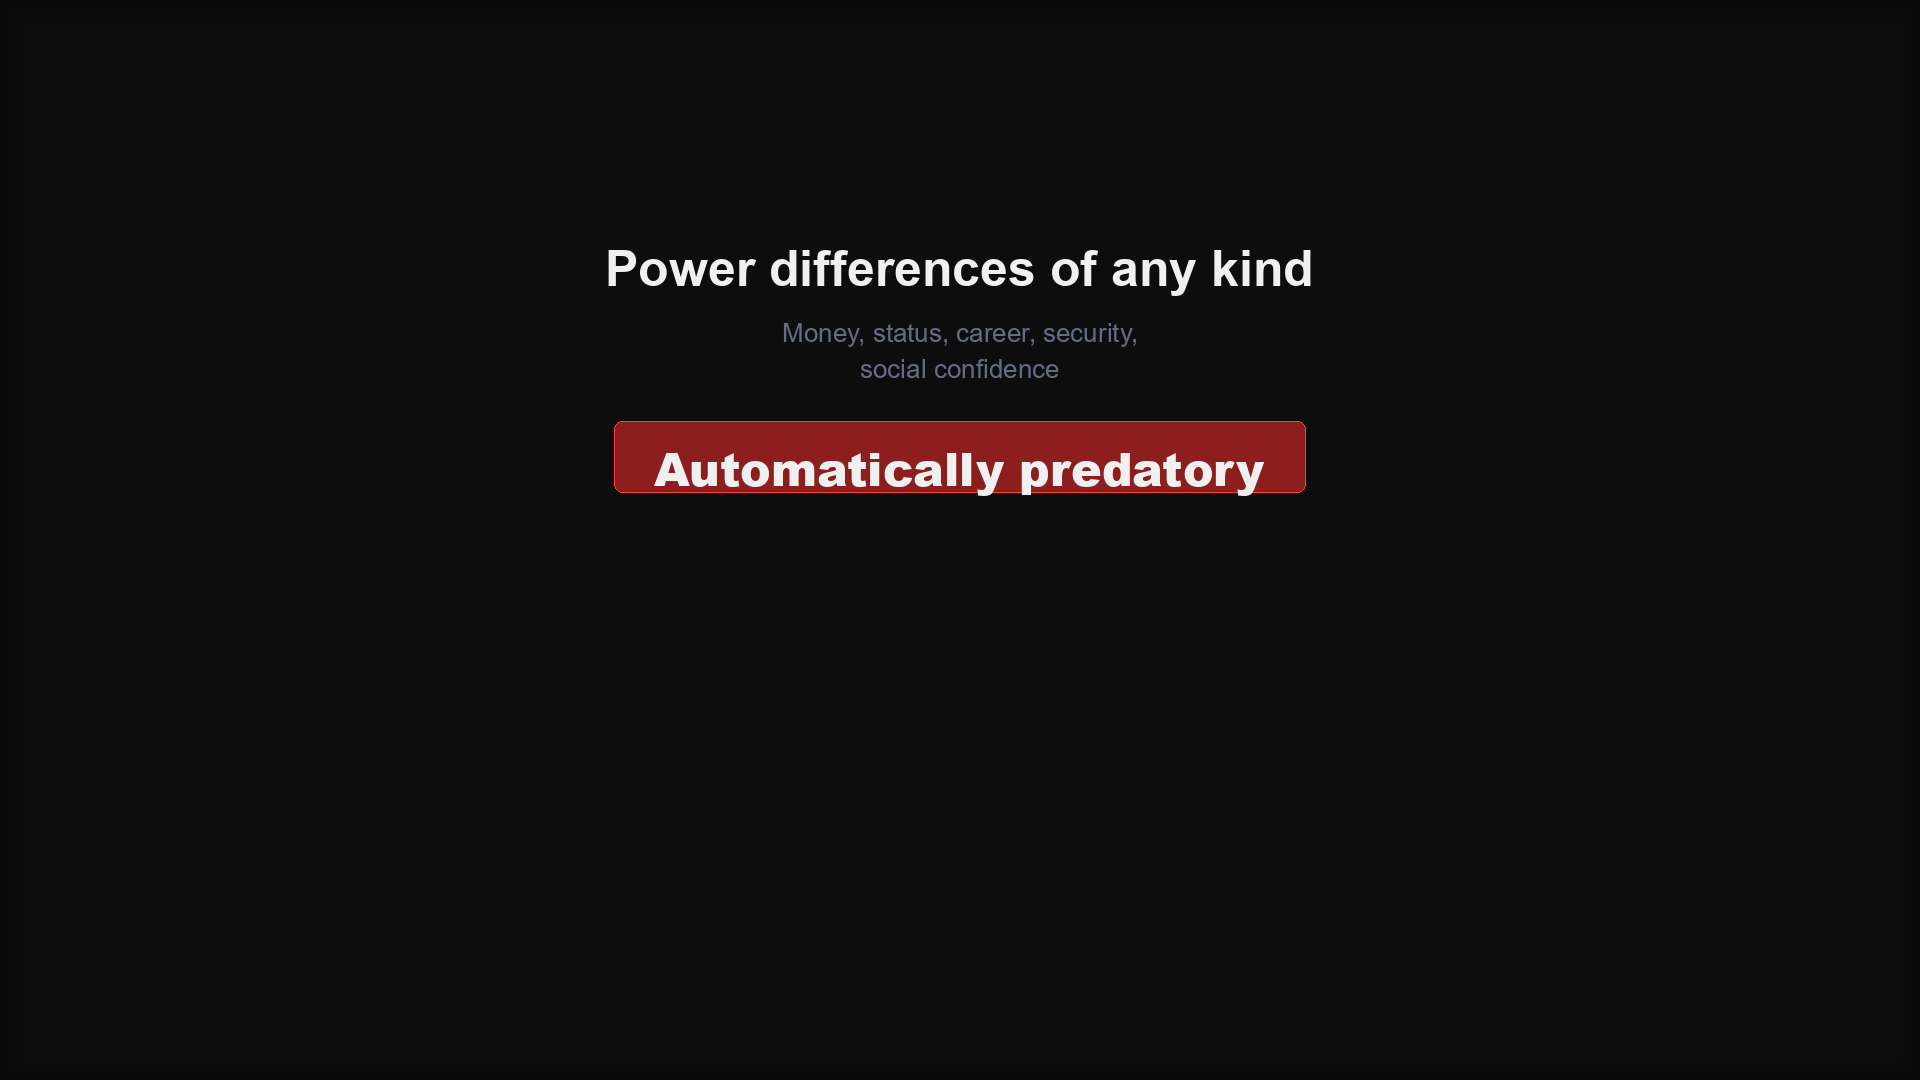 Power differences of any kind
Money, status, career, security,
social confidence
Automatically predatory